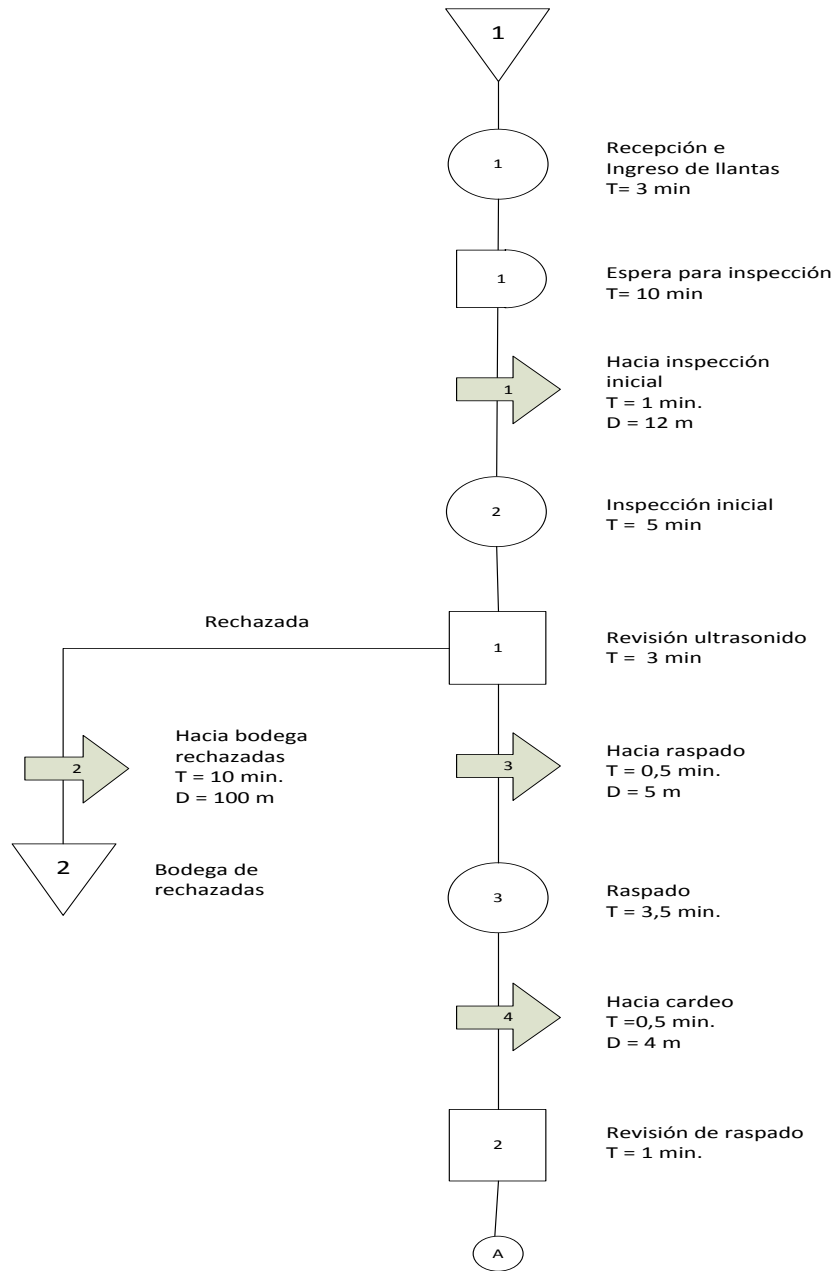 1
1
Recepción e
Ingreso de llantas
T= 3 min
1
Espera para inspección
T= 10 min
1
Hacia inspección
inicial
T = 1 min.
D = 12 m
2
Inspección inicial
T =  5 min
Rechazada
1
Revisión ultrasonido
T =  3 min
2
Hacia bodega
rechazadas
T = 10 min.
D = 100 m
3
Hacia raspado
T = 0,5 min.
D = 5 m
2
Bodega de
rechazadas
3
Raspado
T = 3,5 min.
4
Hacia cardeo
T =0,5 min.
D = 4 m
2
Revisión de raspado
T = 1 min.
A